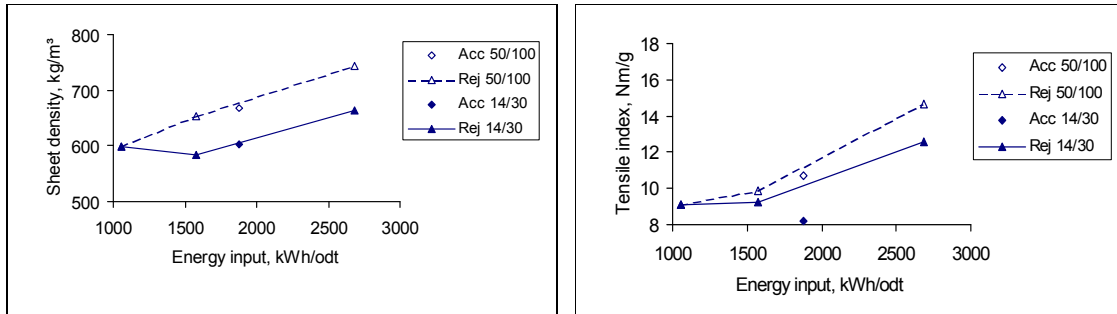 800
700
600
500
1000 1500 2000 2500 3000
Sheet density, kg/m³
Energy input, kWh/odt
Acc 50/100
Rej 50/100
Acc 14/30
Rej 14/30
18
16
14
12
10
8
1000 1500 2000 2500 3000
Tensile index, Nm/g
Energy input, kWh/odt
Acc 50/100
Rej 50/100
Acc 14/30
Rej 14/30